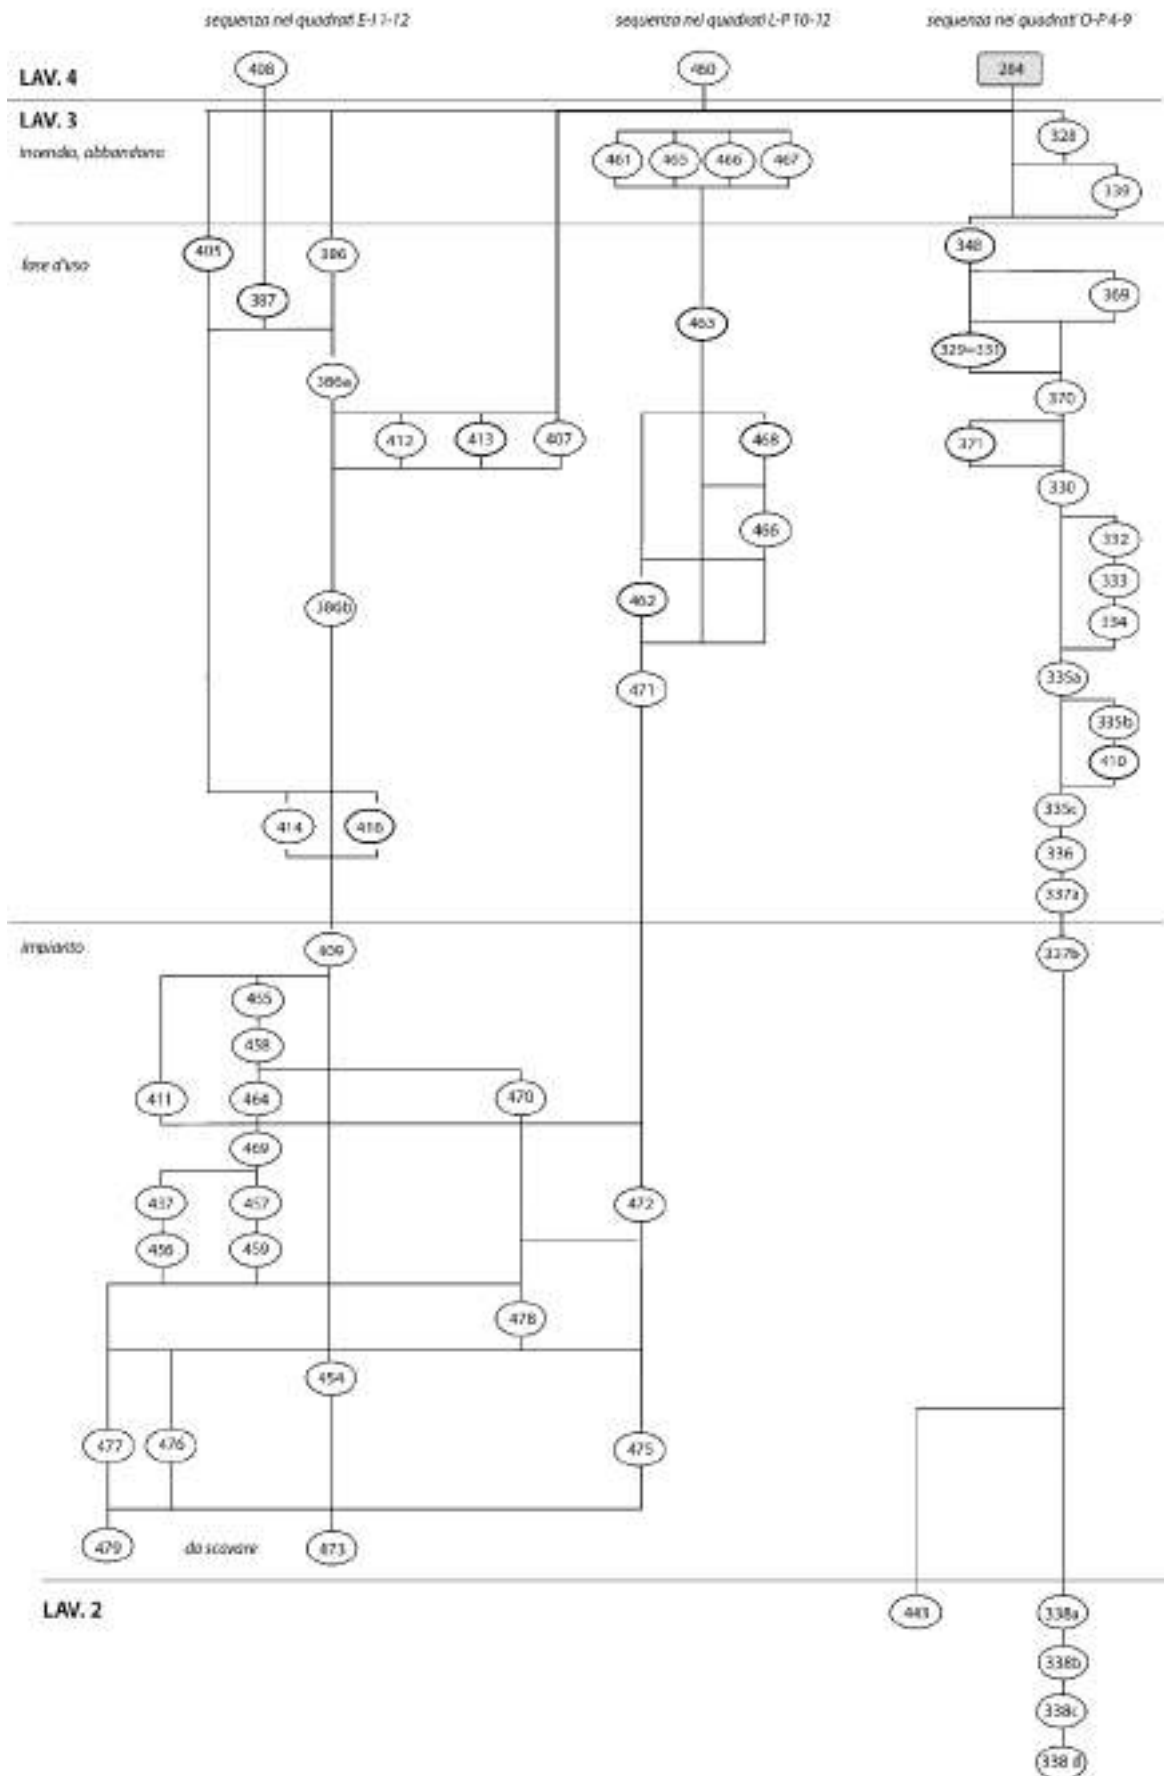 sequenza nei quadrati E-I 1-12
sequenza nei quadrati L-P 10-12
sequenza nei quadrati O-P 4-9
LAV. 4
408
460
284
LAV. 3
incendio, abbandono
328
461
465
466
467
339
fase d'uso
405
386
348
387
369
463
329=331
386a
370
412
413
407
468
371
330
466
332
333
386b
462
334
335a
471
335b
410
335c
414
416
336
337a
impianto
409
337b
455
458
411
464
470
469
437
457
472
456
459
478
454
477
476
475
479
da scavare
473
LAV. 2
443
338a
338b
338c
338 d